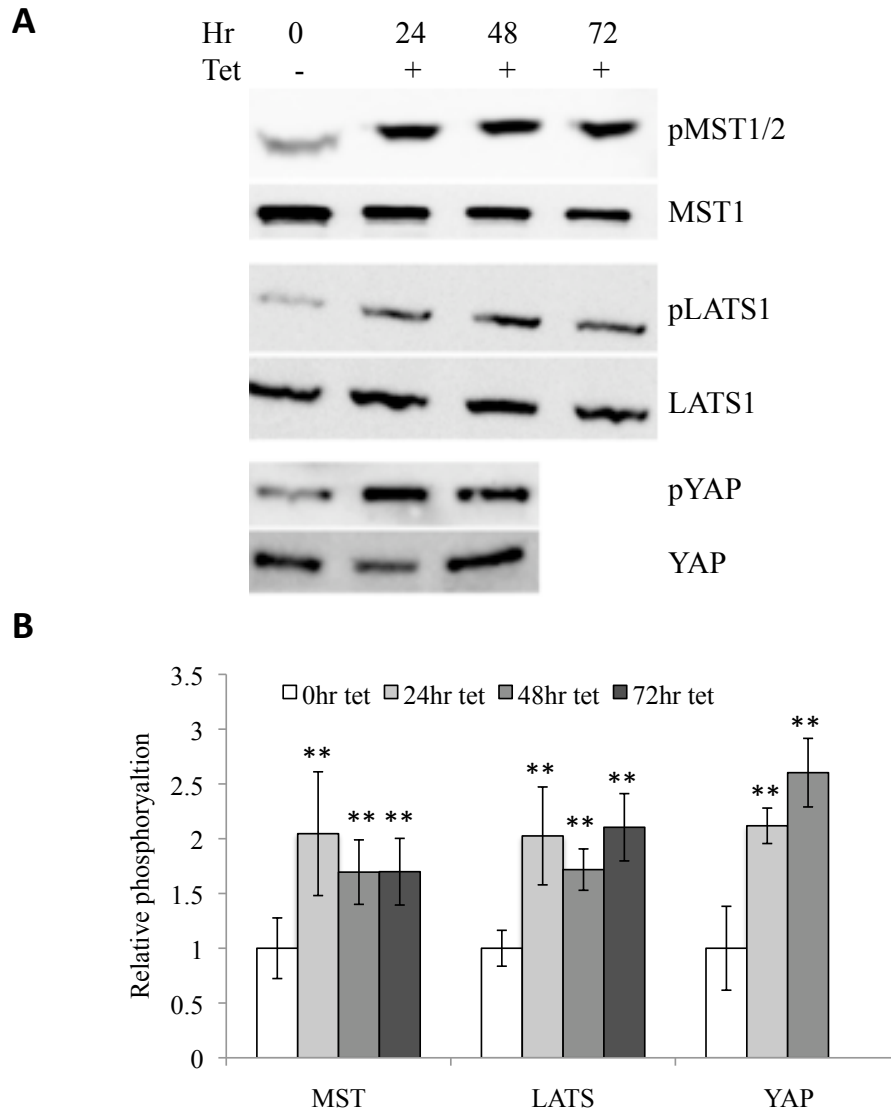 A
Hr 0 24 48 72
Tet - + + +
pMST1/2
MST1
pLATS1
LATS1
pYAP
YAP
B
3.5
3
2.5
2
1.5
1
0.5
0
Relative phosphoryaltion
0hr tet 24hr tet 48hr tet 72hr tet
** ** **
** ** **
** **
MST LATS YAP